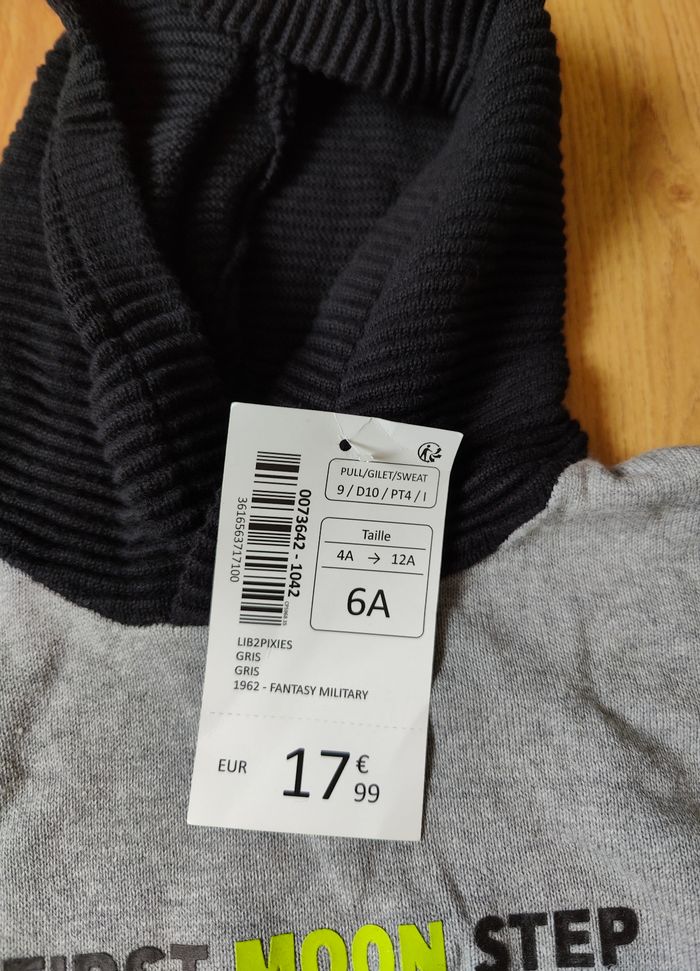 PULL/GILET/SWEAT
9 / D10 / PT4 / I
Taille
4A → 12A
6A
0073642 - 1042
3616563717100
LIB2PIXIES
GRIS
GRIS
1962 - FANTASY MILITARY
EUR 17 € 99
FIRST MOON STEP